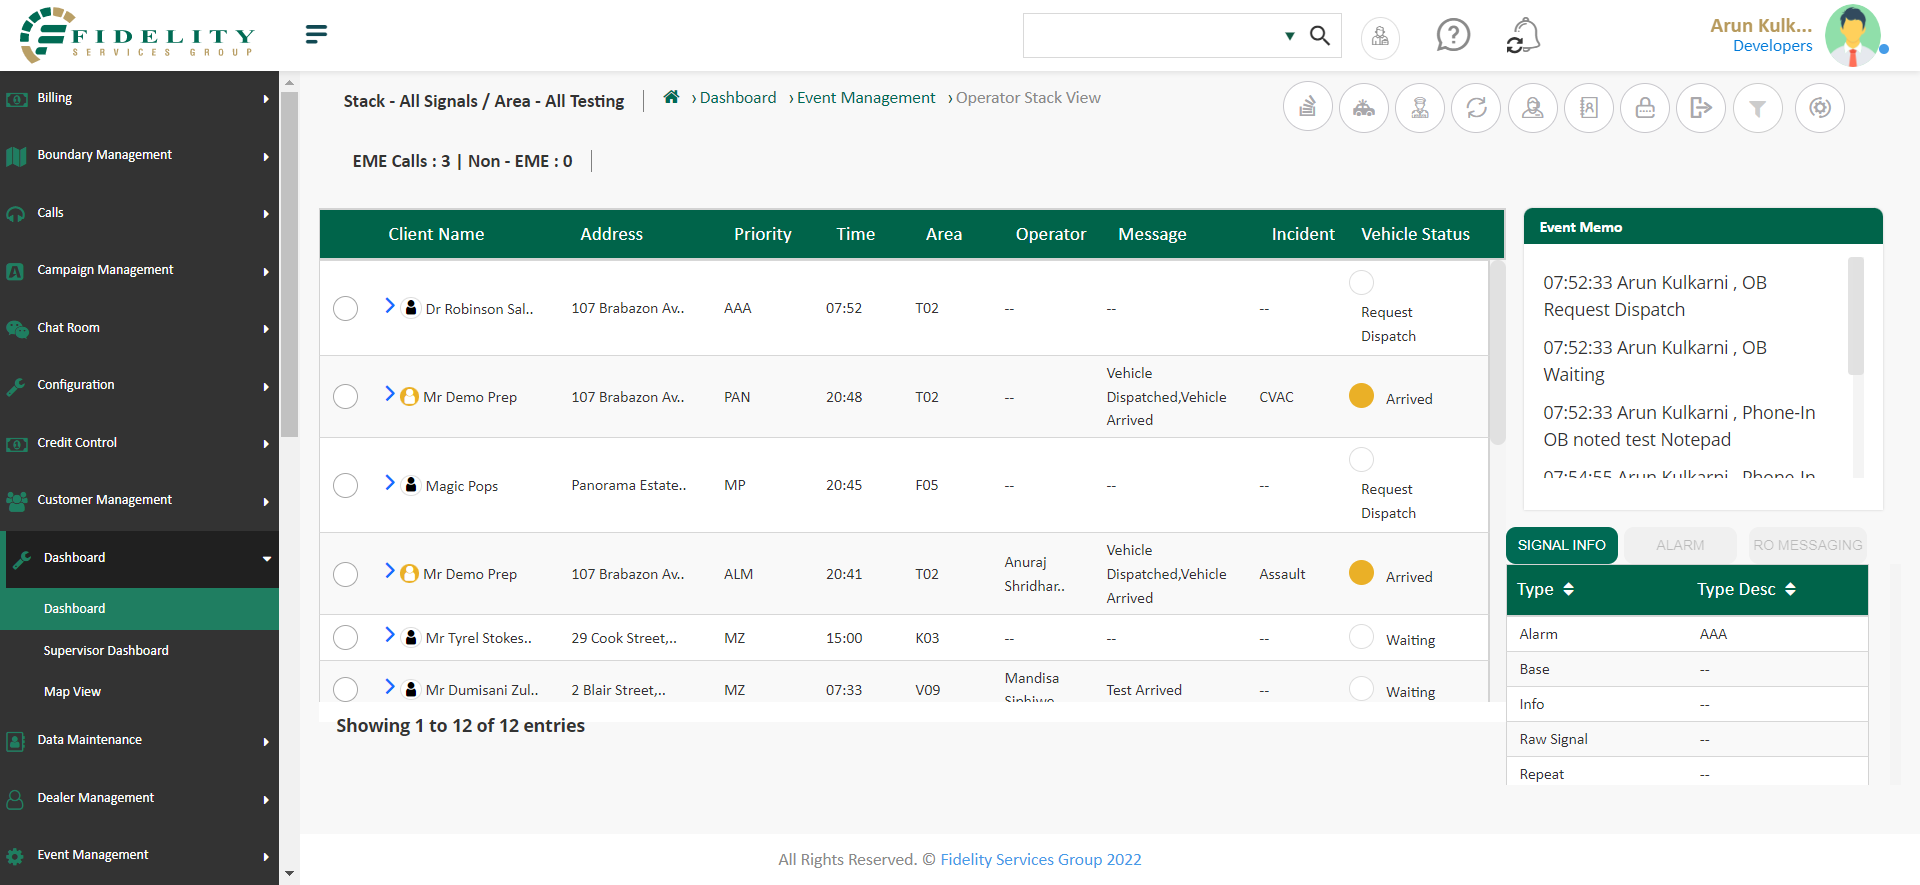 FIDELITY
SERVICES GROUP
Arun Kulk...
Developers
Billing
Boundary Management
Calls
Campaign Management
Chat Room
Configuration
Credit Control
Customer Management
Dashboard
Dashboard
Supervisor Dashboard
Map View
Data Maintenance
Dealer Management
Event Management
Stack - All Signals / Area - All Testing
› Dashboard › Event Management › Operator Stack View
EME Calls : 3 | Non - EME : 0
Client Name Address Priority Time Area Operator Message Incident Vehicle Status
Dr Robinson Sal.. 107 Brabazon Av.. AAA 07:52 T02 -- -- -- Request
Dispatch
Mr Demo Prep 107 Brabazon Av.. PAN 20:48 T02 -- Vehicle
Dispatched,Vehicle
Arrived CVAC Arrived
Magic Pops Panorama Estate.. MP 20:45 F05 -- -- -- Request
Dispatch
Mr Demo Prep 107 Brabazon Av.. ALM 20:41 T02 Anuraj
Shridhar.. Vehicle
Dispatched,Vehicle
Arrived Assault Arrived
Mr Tyrel Stokes.. 29 Cook Street,.. MZ 15:00 K03 -- -- -- Waiting
Mr Dumisani Zul.. 2 Blair Street,.. MZ 07:33 V09 Mandisa
Siphiwo Test Arrived -- Waiting
Showing 1 to 12 of 12 entries
Event Memo
07:52:33 Arun Kulkarni , OB
Request Dispatch
07:52:33 Arun Kulkarni , OB
Waiting
07:52:33 Arun Kulkarni , Phone-In
OB noted test Notepad
07:54:55 Arun Kulkarni , Phone-In
SIGNAL INFO ALARM RO MESSAGING
Type Type Desc
Alarm AAA
Base --
Info --
Raw Signal --
Repeat --
All Rights Reserved. © Fidelity Services Group 2022